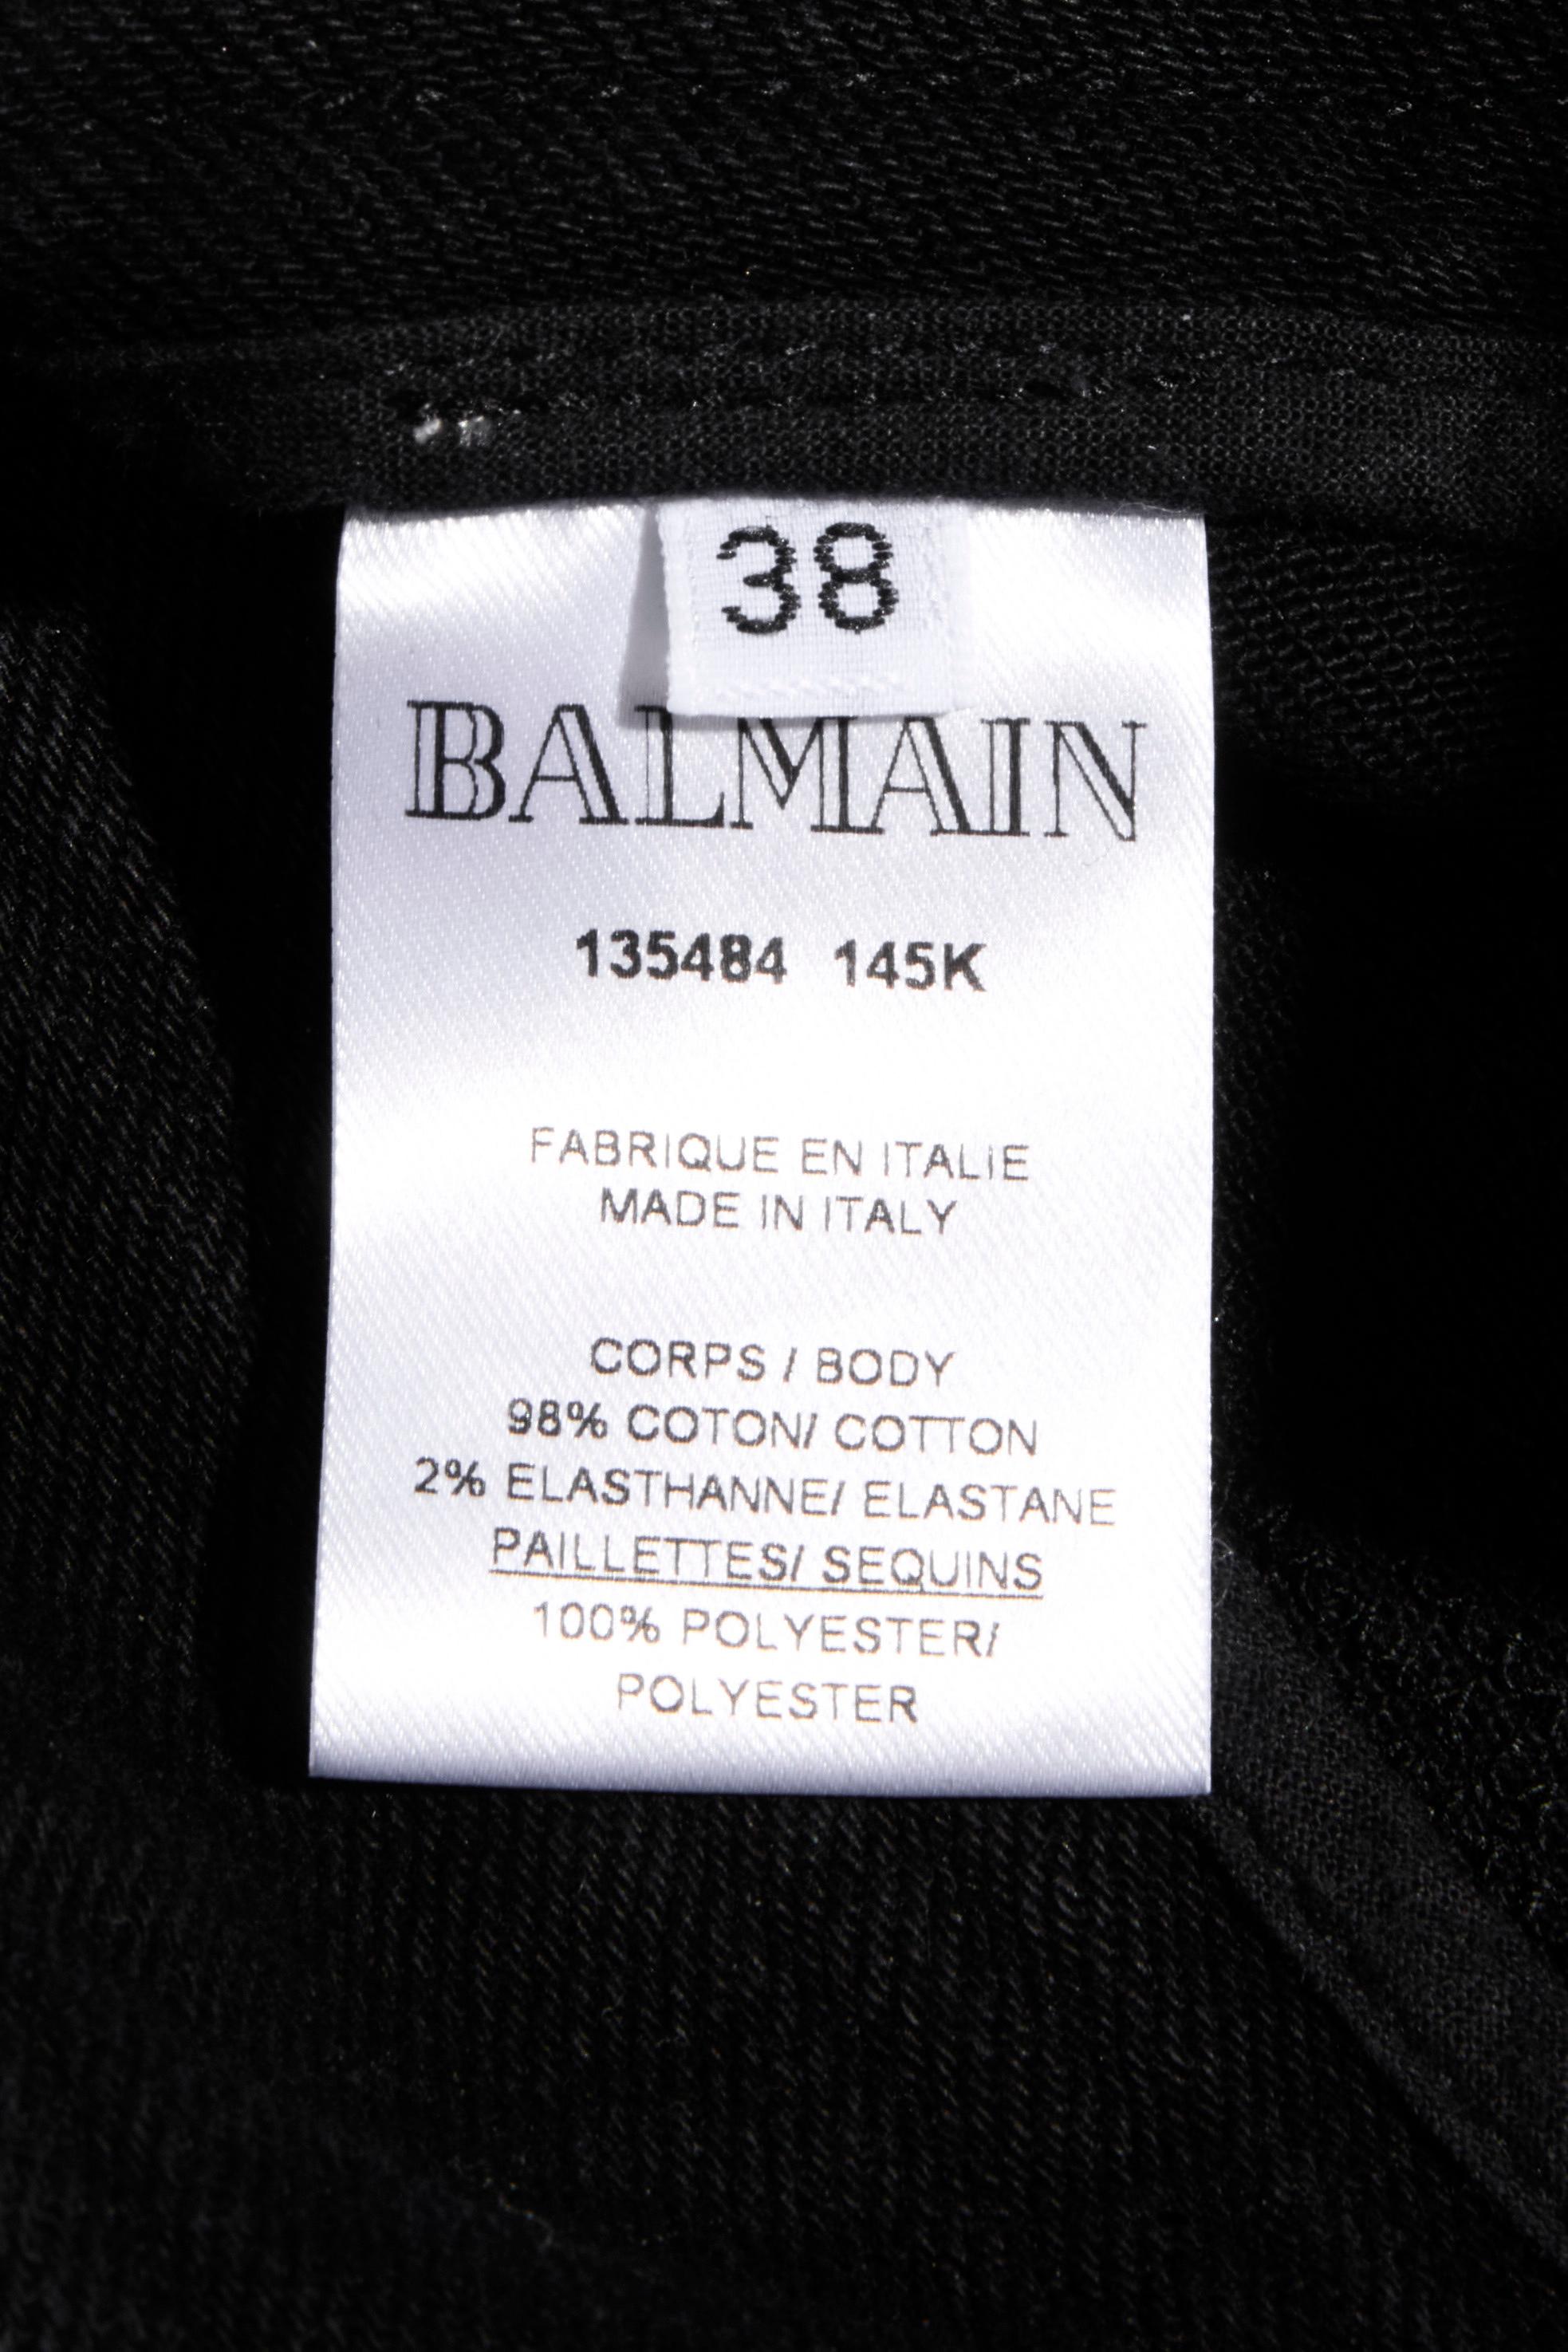 38
BALMAIN
135484 145K
FABRIQUE EN ITALIE
MADE IN ITALY
CORPS / BODY
98% COTON/ COTTON
2% ELASTHANNE/ ELASTANE
PAILLETTES/ SEQUINS
100% POLYESTER/
POLYESTER